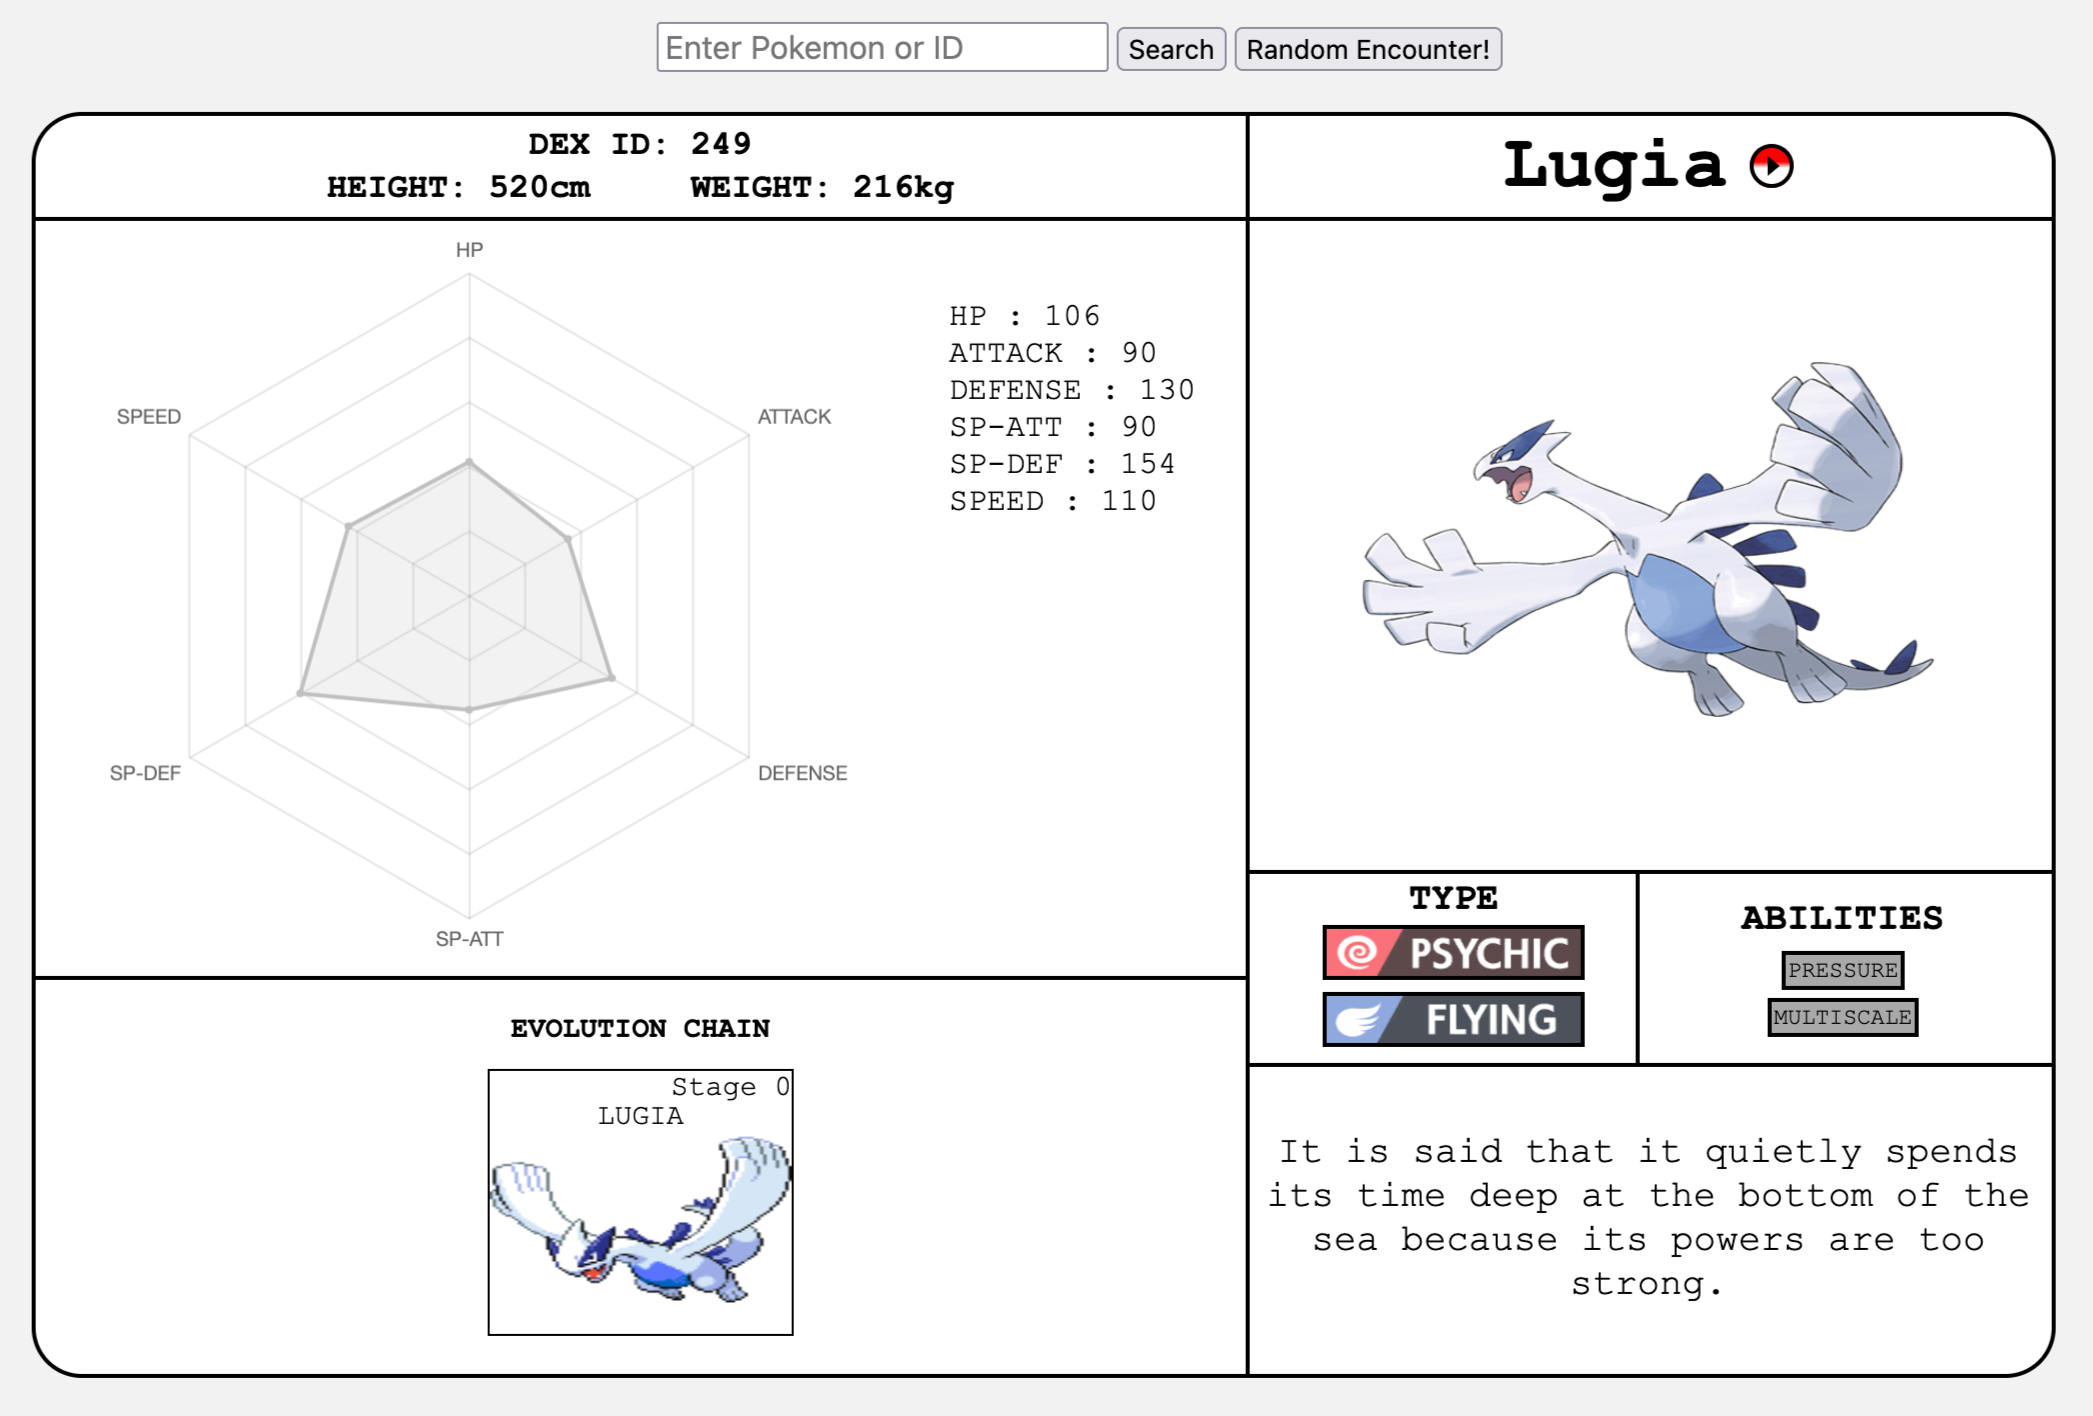 Enter Pokemon or ID
Search
Random Encounter!
DEX ID: 249
HEIGHT: 520cm WEIGHT: 216kg
Lugia
HP
ATTACK
DEFENSE
SP-ATT
SP-DEF
SPEED
HP : 106
ATTACK : 90
DEFENSE : 130
SP-ATT : 90
SP-DEF : 154
SPEED : 110
TYPE
PSYCHIC
FLYING
ABILITIES
PRESSURE
MULTISCALE
EVOLUTION CHAIN
Stage 0
LUGIA
It is said that it quietly spends
its time deep at the bottom of the
sea because its powers are too
strong.